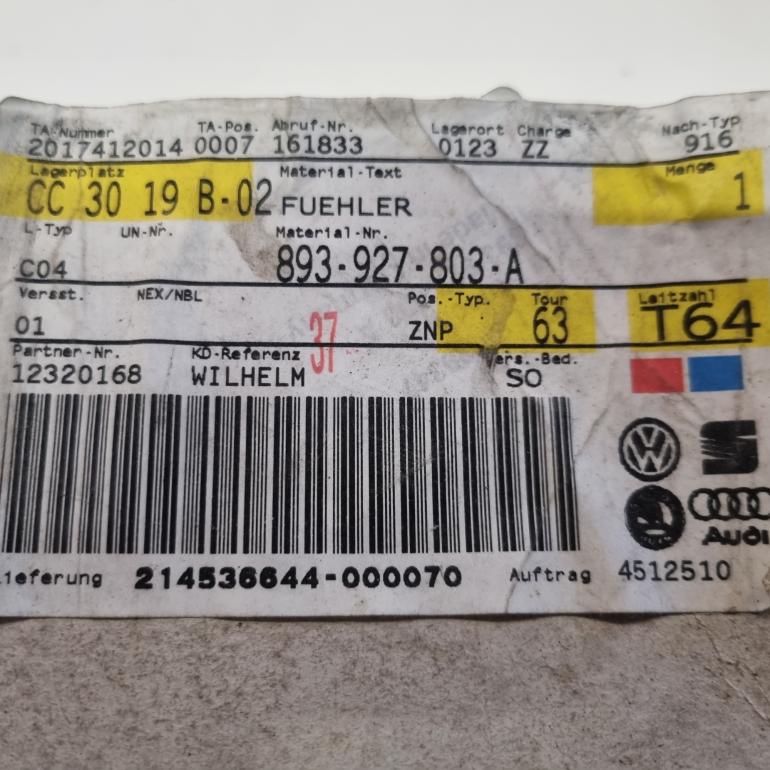 TA-Nummer TA-Pos. Abruf-Nr. Lagerort Charge Nach-Typ
2017412014 0007 161833 0123 ZZ 916
Lagerplatz Material-Text Menge
CC 30 19 B-02 FUEHLER 1
L-Typ UN-Nr. Material-Nr.
C04 893-927-803-A
Versst. NEX/NBL Pos.-Typ. Tour Leitzahl
01 37 ZNP 63 T64
Partner-Nr. KD-Referenz ers.-Bed.
12320168 WILHELM SO
Audi
ieferung 214536644-000070 Auftrag 4512510